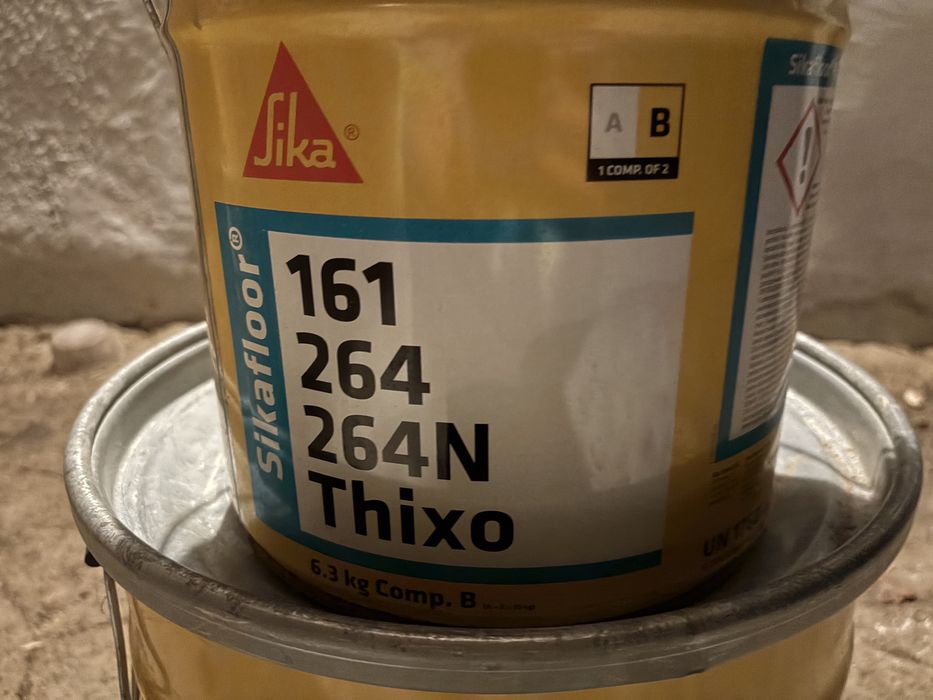 Sika®
A B
1 COMP. OF 2
Sikafloor®
161
264
264N
Thixo
6.3 kg Comp. B